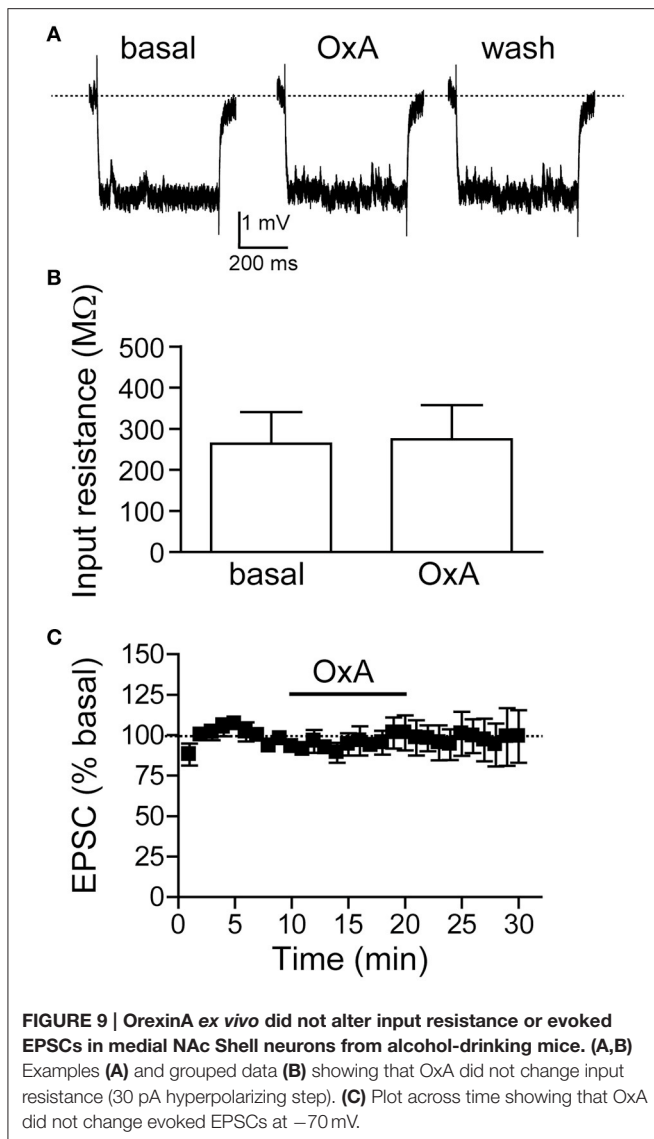 A
basal OxA wash
1 mV
200 ms
B
Input resistance (MΩ)
500
400
300
200
100
0
basal OxA
C
EPSC (% basal)
150
125
100
75
50
25
0
OxA
0 5 10 15 20 25 30
Time (min)
FIGURE 9 | OrexinA ex vivo did not alter input resistance or evoked
EPSCs in medial NAc Shell neurons from alcohol-drinking mice. (A,B)
Examples (A) and grouped data (B) showing that OxA did not change input
resistance (30 pA hyperpolarizing step). (C) Plot across time showing that OxA
did not change evoked EPSCs at −70 mV.